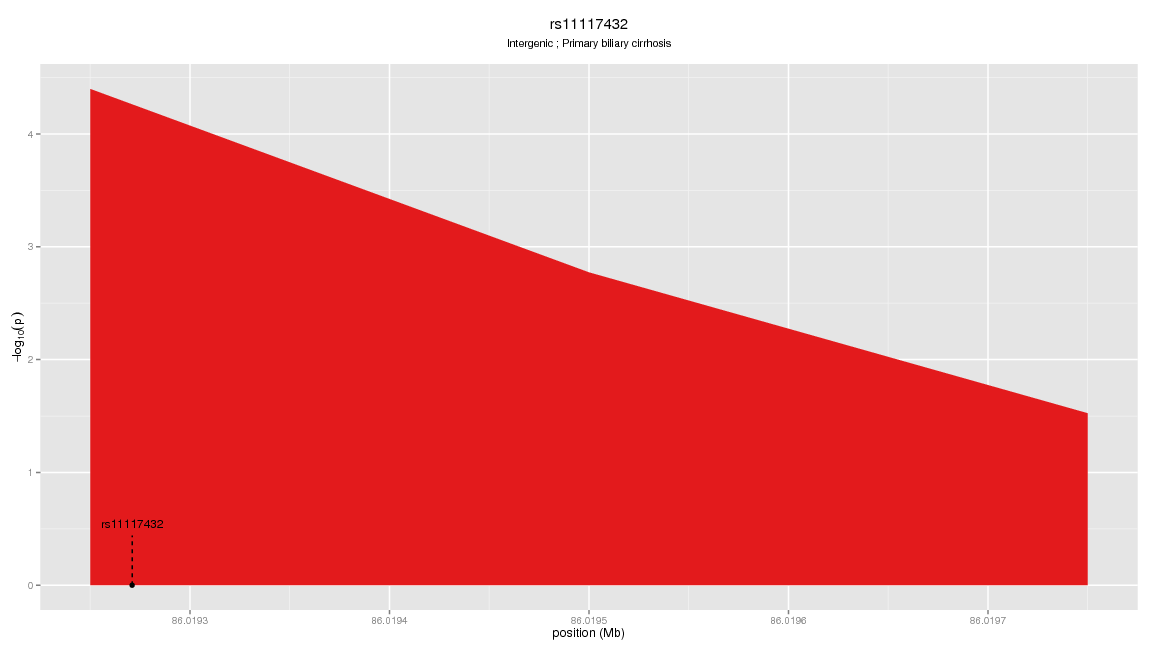 rs11117432
Intergenic ; Primary biliary cirrhosis
4
3
2
1
0
−log10(p)
rs11117432
86.0193
86.0194
86.0195
86.0196
86.0197
position (Mb)